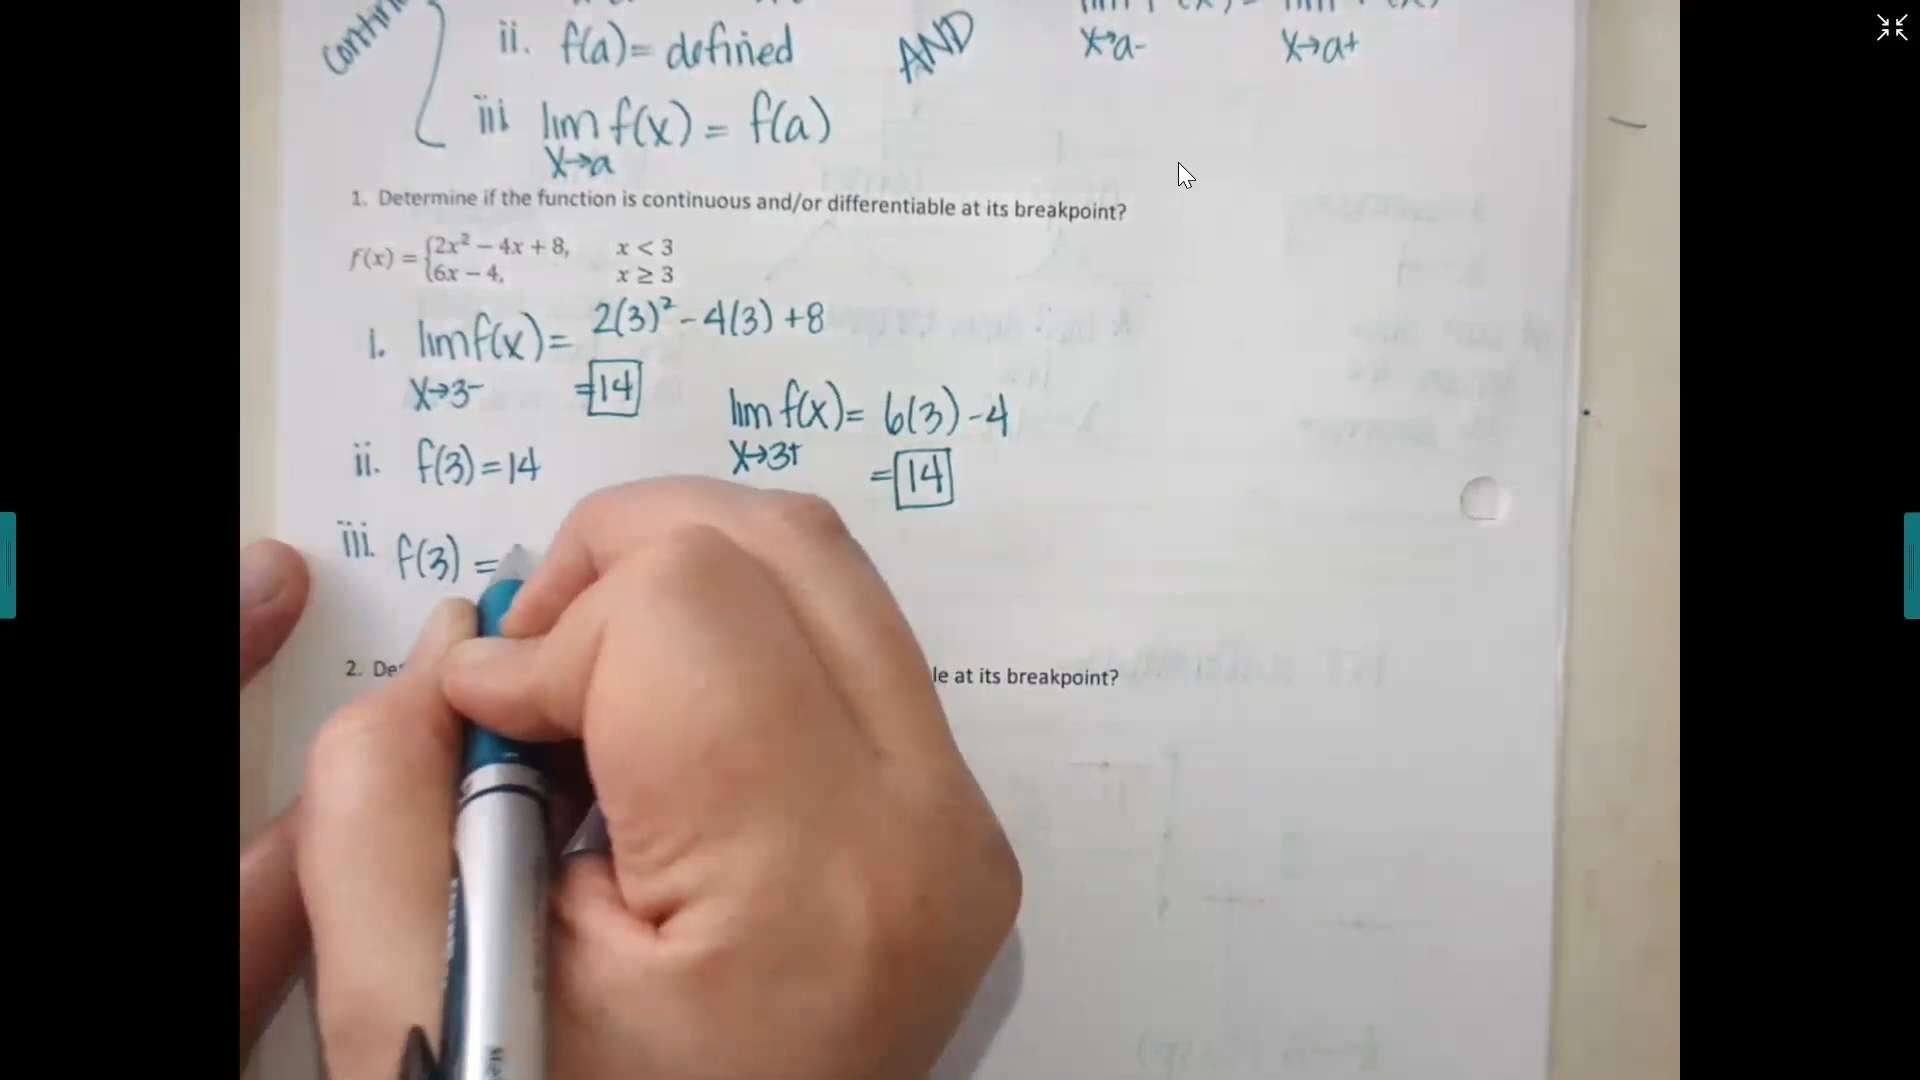 ii. f(a) = defined AND x→a- x→a+
iii lim f(x) = f(a)
x→a
1. Determine if the function is continuous and/or differentiable at its breakpoint?
f(x) = {2x² – 4x + 8, x < 3
6x – 4, x ≥ 3
i. lim f(x) = 2(3)² - 4(3) + 8
x→3- = 14
lim f(x) = 6(3) - 4
x→3+ = 14
ii. f(3) = 14
iii. f(3) =
2. le at its breakpoint?